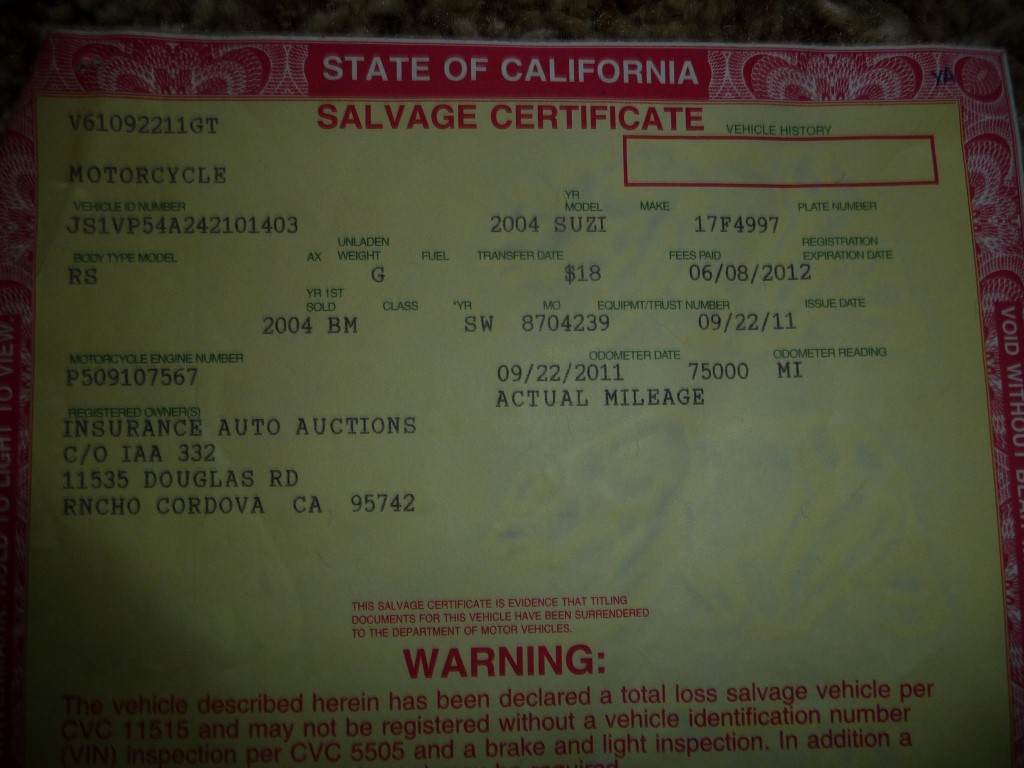 STATE OF CALIFORNIA
SALVAGE CERTIFICATE
V61092211GT
VEHICLE HISTORY
MOTORCYCLE
VEHICLE ID NUMBER YR MODEL MAKE PLATE NUMBER
JS1VP54A242101403 2004 SUZI 17F4997
BODY TYPE MODEL AX UNLADEN WEIGHT FUEL TRANSFER DATE FEES PAID REGISTRATION EXPIRATION DATE
RS G $18 06/08/2012
YR 1ST SOLD CLASS *YR MO EQUIPMT/TRUST NUMBER ISSUE DATE
2004 BM SW 8704239 09/22/11
MOTORCYCLE ENGINE NUMBER ODOMETER DATE ODOMETER READING
P509107567 09/22/2011 75000 MI
ACTUAL MILEAGE
REGISTERED OWNER(S)
INSURANCE AUTO AUCTIONS
C/O IAA 332
11535 DOUGLAS RD
RNCHO CORDOVA CA 95742
THIS SALVAGE CERTIFICATE IS EVIDENCE THAT TITLING
DOCUMENTS FOR THIS VEHICLE HAVE BEEN SURRENDERED
TO THE DEPARTMENT OF MOTOR VEHICLES.
WARNING:
The vehicle described herein has been declared a total loss salvage vehicle per
CVC 11515 and may not be registered without a vehicle identification number
(VIN) inspection per CVC 5505 and a brake and light inspection. In addition a
HOLD TO LIGHT TO VIEW
VOID WITHOUT